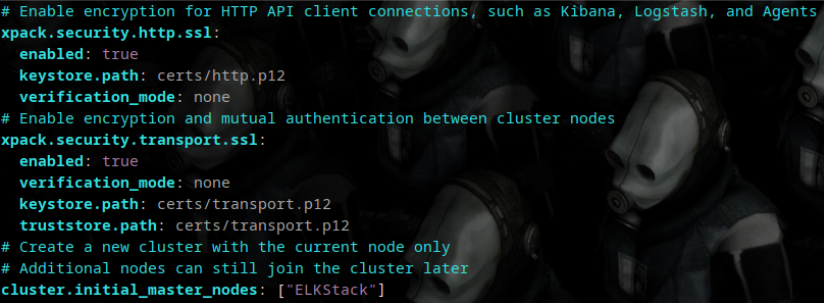 # Enable encryption for HTTP API client connections, such as Kibana, Logstash, and Agents
xpack.security.http.ssl:
  enabled: true
  keystore.path: certs/http.p12
  verification_mode: none
# Enable encryption and mutual authentication between cluster nodes
xpack.security.transport.ssl:
  enabled: true
  verification_mode: none
  keystore.path: certs/transport.p12
  truststore.path: certs/transport.p12
# Create a new cluster with the current node only
# Additional nodes can still join the cluster later
cluster.initial_master_nodes: ["ELKStack"]